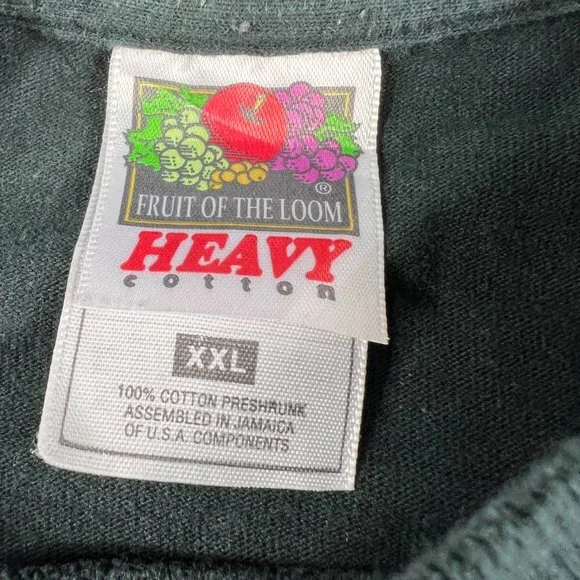 ®
FRUIT OF THE LOOM
HEAVY
cotton
XXL
100% COTTON PRESHRUNK
ASSEMBLED IN JAMAICA
OF U.S.A. COMPONENTS